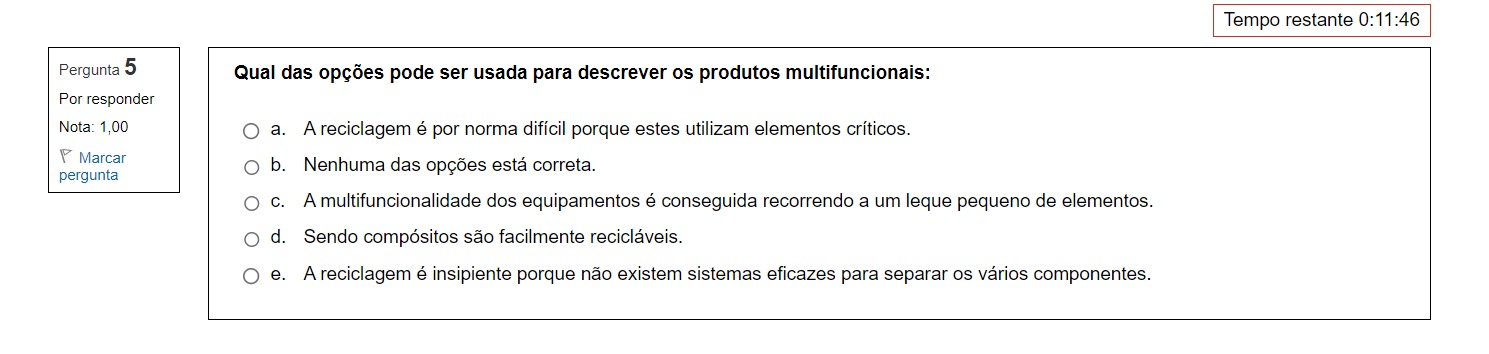 Tempo restante 0:11:46
Pergunta 5
Por responder
Nota: 1,00
Marcar
pergunta
Qual das opções pode ser usada para descrever os produtos multifuncionais:
a. A reciclagem é por norma difícil porque estes utilizam elementos críticos.
b. Nenhuma das opções está correta.
c. A multifuncionalidade dos equipamentos é conseguida recorrendo a um leque pequeno de elementos.
d. Sendo compósitos são facilmente recicláveis.
e. A reciclagem é insipiente porque não existem sistemas eficazes para separar os vários componentes.